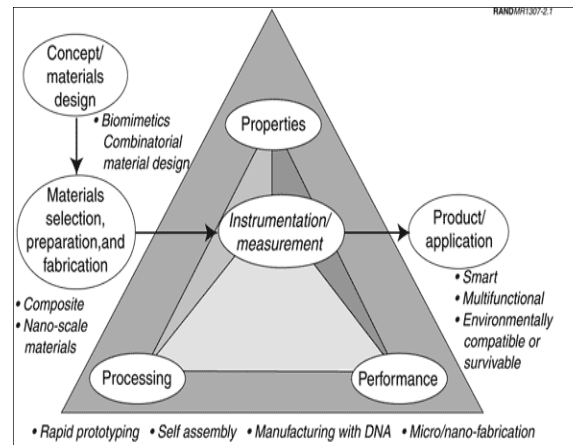 RANDMR1307-2.1
Concept/
materials
design
• Biomimetics
Combinatorial
material design
Properties
Materials
selection,
preparation,and
fabrication
Instrumentation/
measurement
Product/
application
• Composite
• Nano-scale
materials
• Smart
• Multifunctional
• Environmentally
compatible or
survivable
Processing
Performance
• Rapid prototyping • Self assembly • Manufacturing with DNA • Micro/nano-fabrication